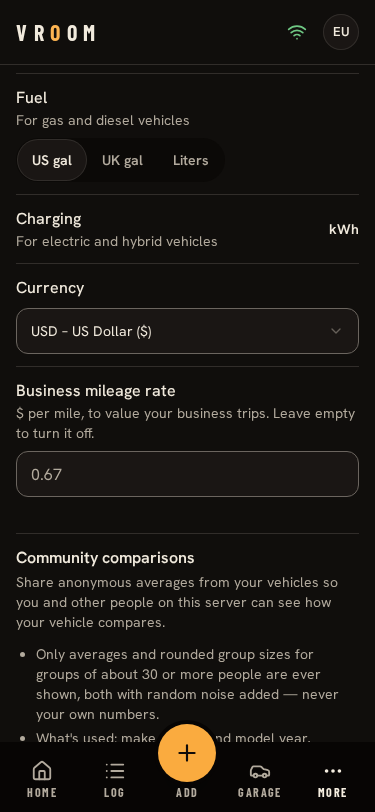 VROOM
EU
Fuel
For gas and diesel vehicles
US gal
UK gal
Liters
Charging
For electric and hybrid vehicles
kWh
Currency
USD – US Dollar ($)
Business mileage rate
$ per mile, to value your business trips. Leave empty
to turn it off.
0.67
Community comparisons
Share anonymous averages from your vehicles so
you and other people on this server can see how
your vehicle compares.
• Only averages and rounded group sizes for
groups of about 30 or more people are ever
shown, both with random noise added — never
your own numbers.
• What's used: make nd model year,
HOME
LOG
ADD
GARAGE
MORE